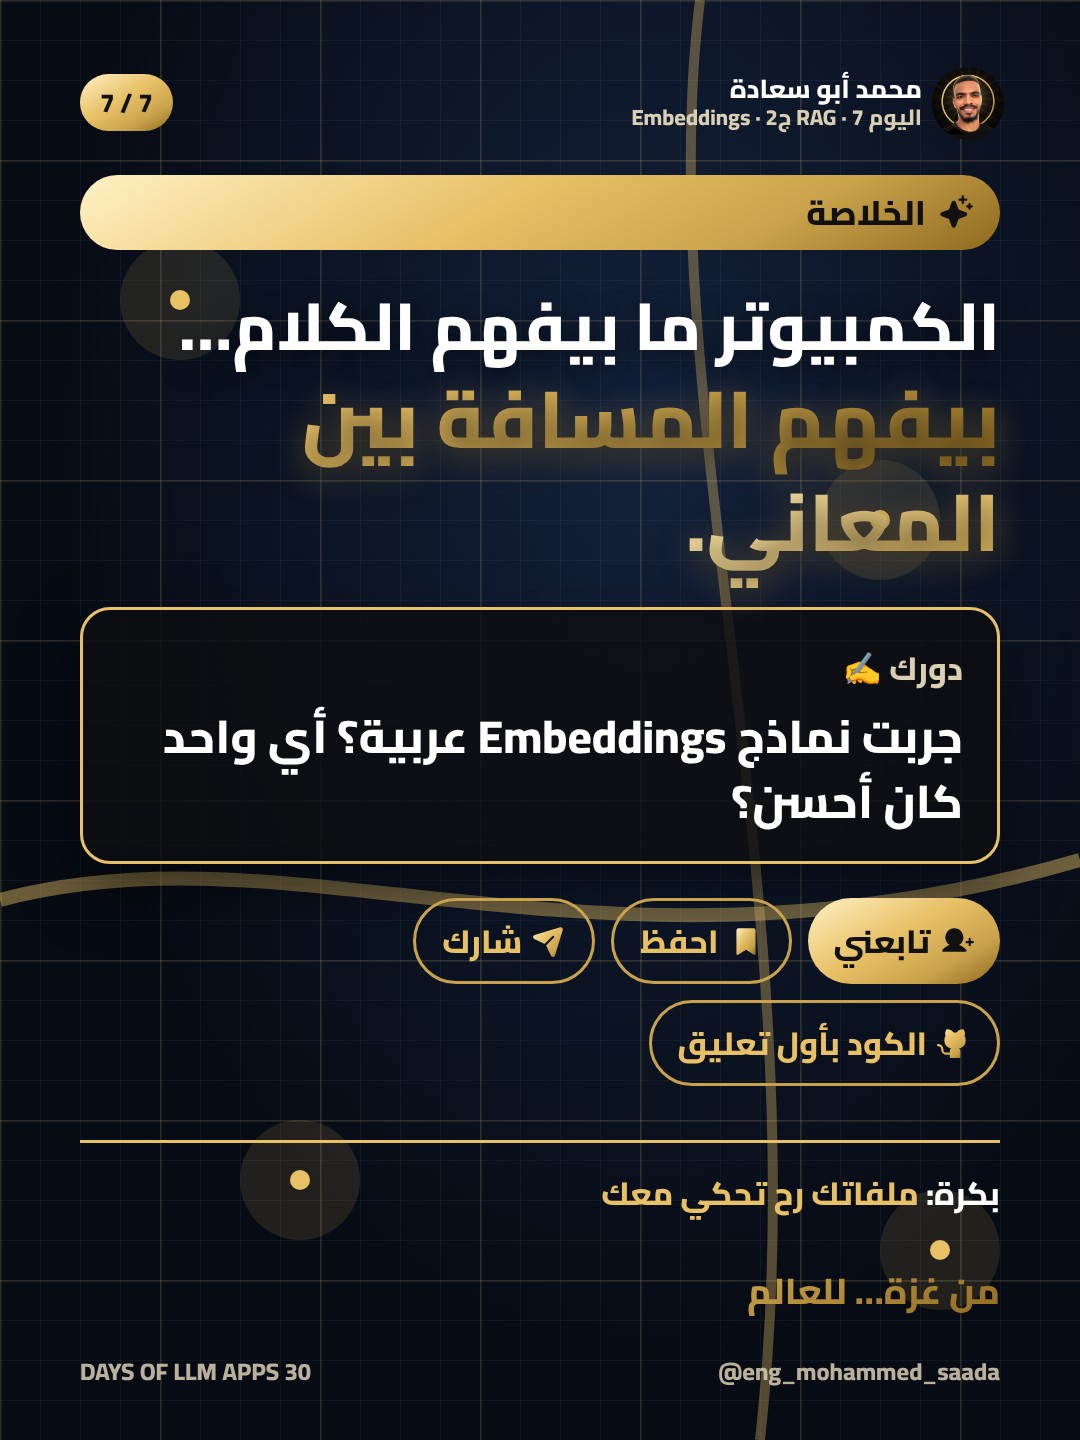 محمد أبو سعادة
اليوم 7 · RAG ج2 · Embeddings
7 / 7
الخلاصة
الكمبيوتر ما بيفهم الكلام...
بيفهم المسافة بين
المعاني.
دورك ✍️
جربت نماذج Embeddings عربية؟ أي واحد
كان أحسن؟
تابعني
احفظ
شارك
الكود بأول تعليق
بكرة: ملفاتك رح تحكي معك
من غزة... للعالم
@eng_mohammed_saada
DAYS OF LLM APPS 30